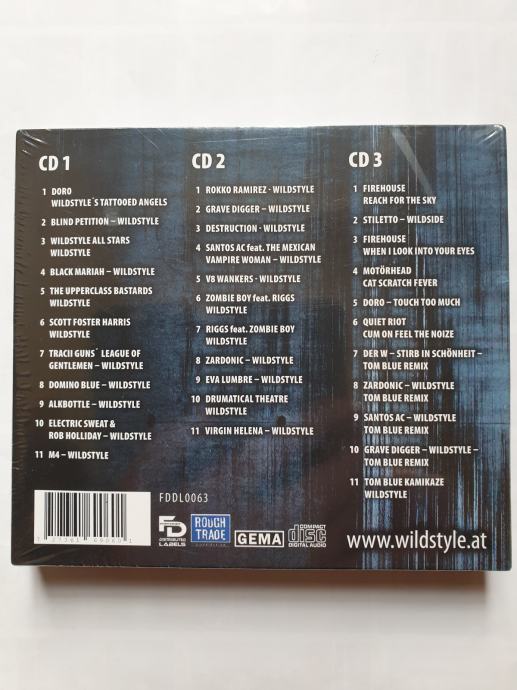 CD 1
1 DORO
WILDSTYLE´S TATTOOED ANGELS
2 BLIND PETITION – WILDSTYLE
3 WILDSTYLE ALL STARS
WILDSTYLE
4 BLACK MARIAH – WILDSTYLE
5 THE UPPERCLASS BASTARDS
WILDSTYLE
6 SCOTT FOSTER HARRIS
WILDSTYLE
7 TRACII GUNS´ LEAGUE OF
GENTLEMEN – WILDSTYLE
8 DOMINO BLUE – WILDSTYLE
9 ALKBOTTLE – WILDSTYLE
10 ELECTRIC SWEAT &
ROB HOLLIDAY – WILDSTYLE
11 M4 – WILDSTYLE
CD 2
1 ROKKO RAMIREZ - WILDSTYLE
2 GRAVE DIGGER – WILDSTYLE
3 DESTRUCTION - WILDSTYLE
4 SANTOS AC feat. THE MEXICAN
VAMPIRE WOMAN – WILDSTYLE
5 V8 WANKERS - WILDSTYLE
6 ZOMBIE BOY feat. RIGGS
WILDSTYLE
7 RIGGS feat. ZOMBIE BOY
WILDSTYLE
8 ZARDONIC – WILDSTYLE
9 EVA LUMBRE – WILDSTYLE
10 DRUMATICAL THEATRE
WILDSTYLE
11 VIRGIN HELENA – WILDSTYLE
CD 3
1 FIREHOUSE
REACH FOR THE SKY
2 STILETTO – WILDSIDE
3 FIREHOUSE
WHEN I LOOK INTO YOUR EYES
4 MOTÖRHEAD
CAT SCRATCH FEVER
5 DORO – TOUCH TOO MUCH
6 QUIET RIOT
CUM ON FEEL THE NOIZE
7 DER W – STIRB IN SCHÖNHEIT –
TOM BLUE REMIX
8 ZARDONIC – WILDSTYLE
TOM BLUE REMIX
9 SANTOS AC – WILDSTYLE
TOM BLUE REMIX
10 GRAVE DIGGER – WILDSTYLE –
TOM BLUE REMIX
11 TOM BLUE KAMIKAZE
WILDSTYLE
FDDL0063
FD
DISTRIBUTED
LABELS
ROUGH
TRADE
GEMA
COMPACT
disc
DIGITAL AUDIO
www.wildstyle.at